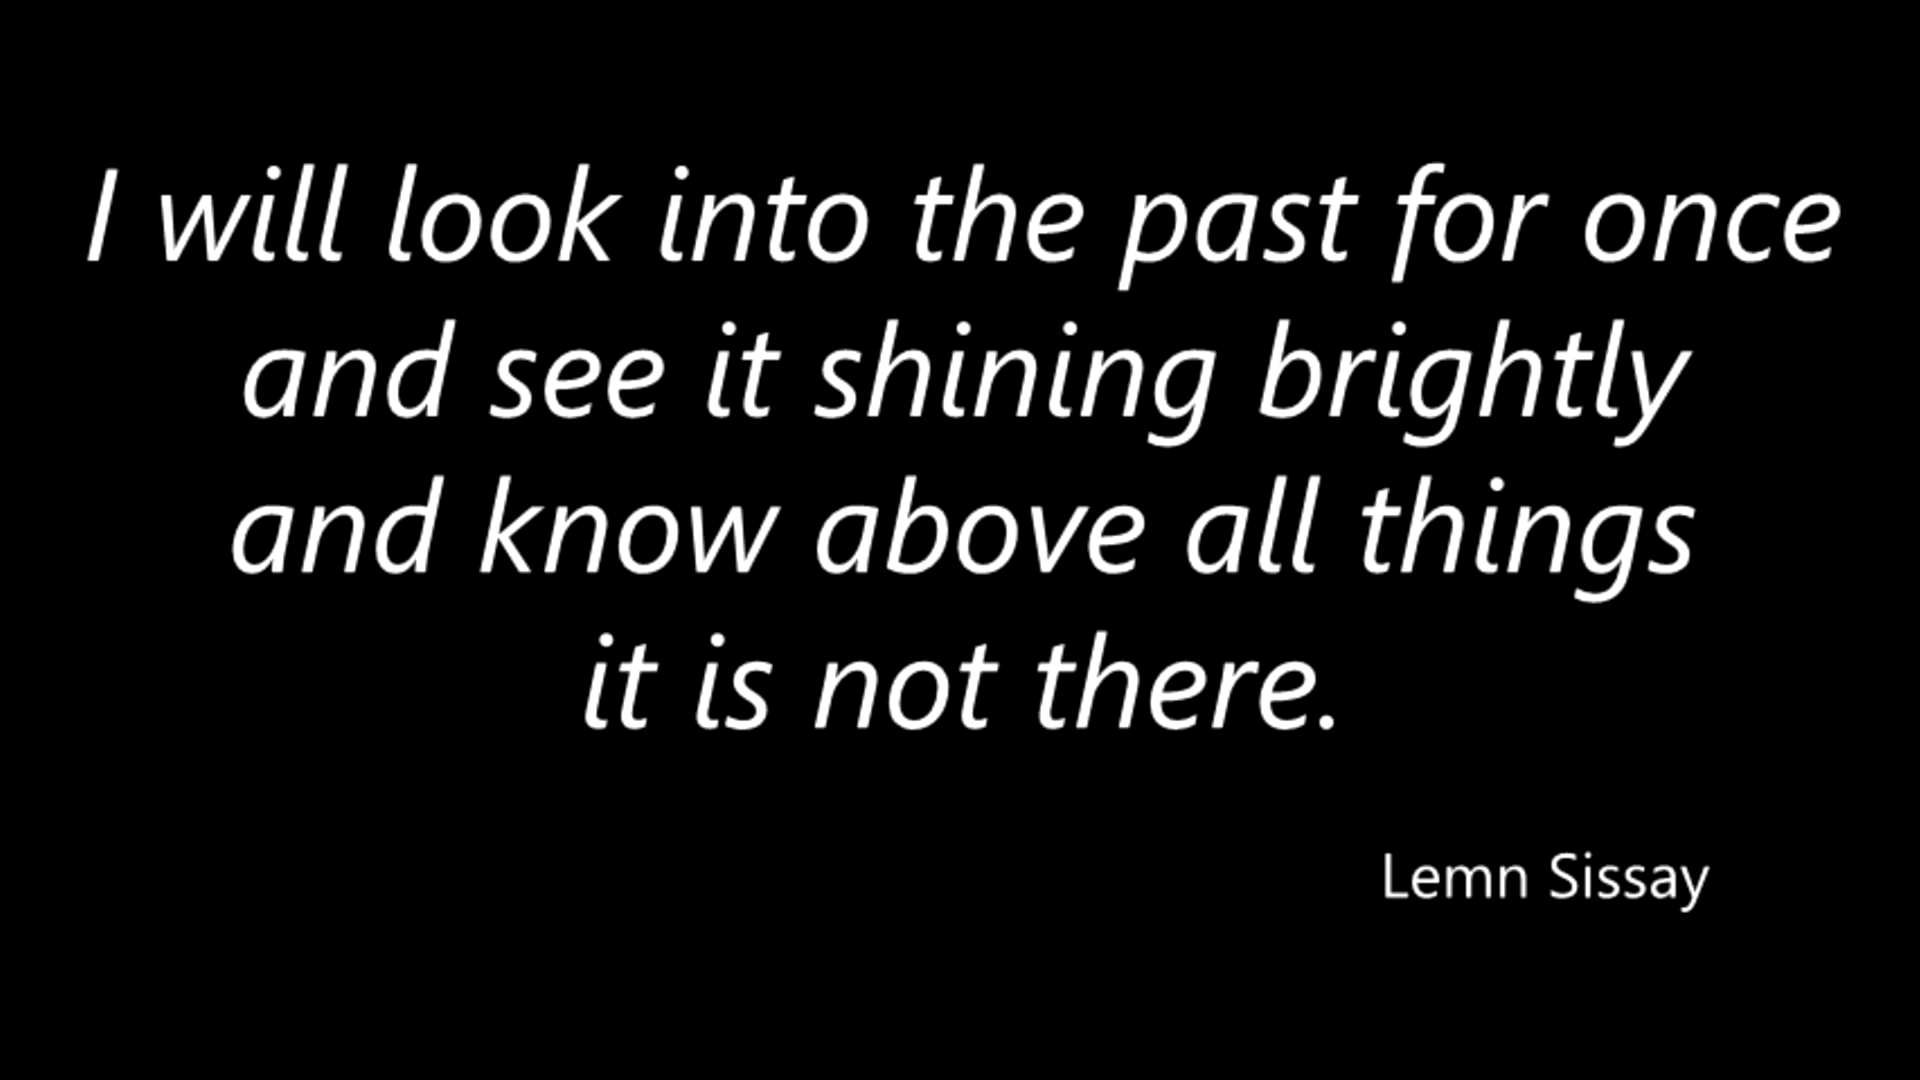 I will look into the past for once
and see it shining brightly
and know above all things
it is not there.
Lemn Sissay